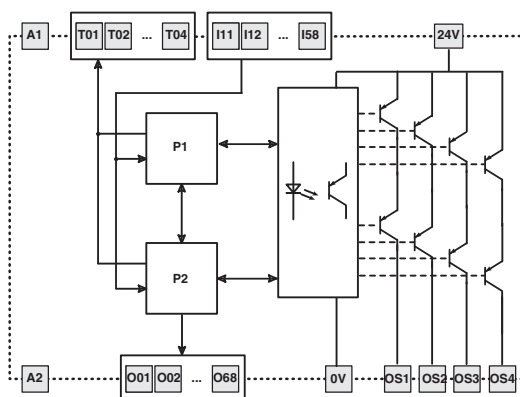 A1 T01 T02 ... T04 I11 I12 ... I58 24V
P1
P2
A2 O01 O02 ... O68 0V OS1 OS2 OS3 OS4